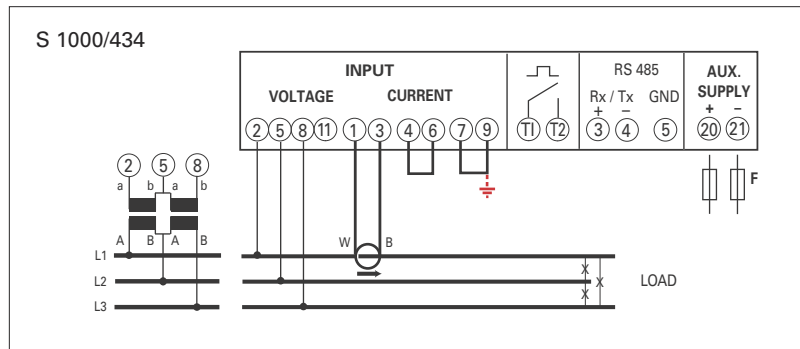 S 1000/434
INPUT
VOLTAGE CURRENT
RS 485
AUX.
SUPPLY
Rx / Tx GND
+ − + −
2 5 8 11 1 3 4 6 7 9 T1 T2 3 4 5 20 21
2 5 8
a b a b
F
A B A B
W B
L1
L2
L3
X
X
X
LOAD